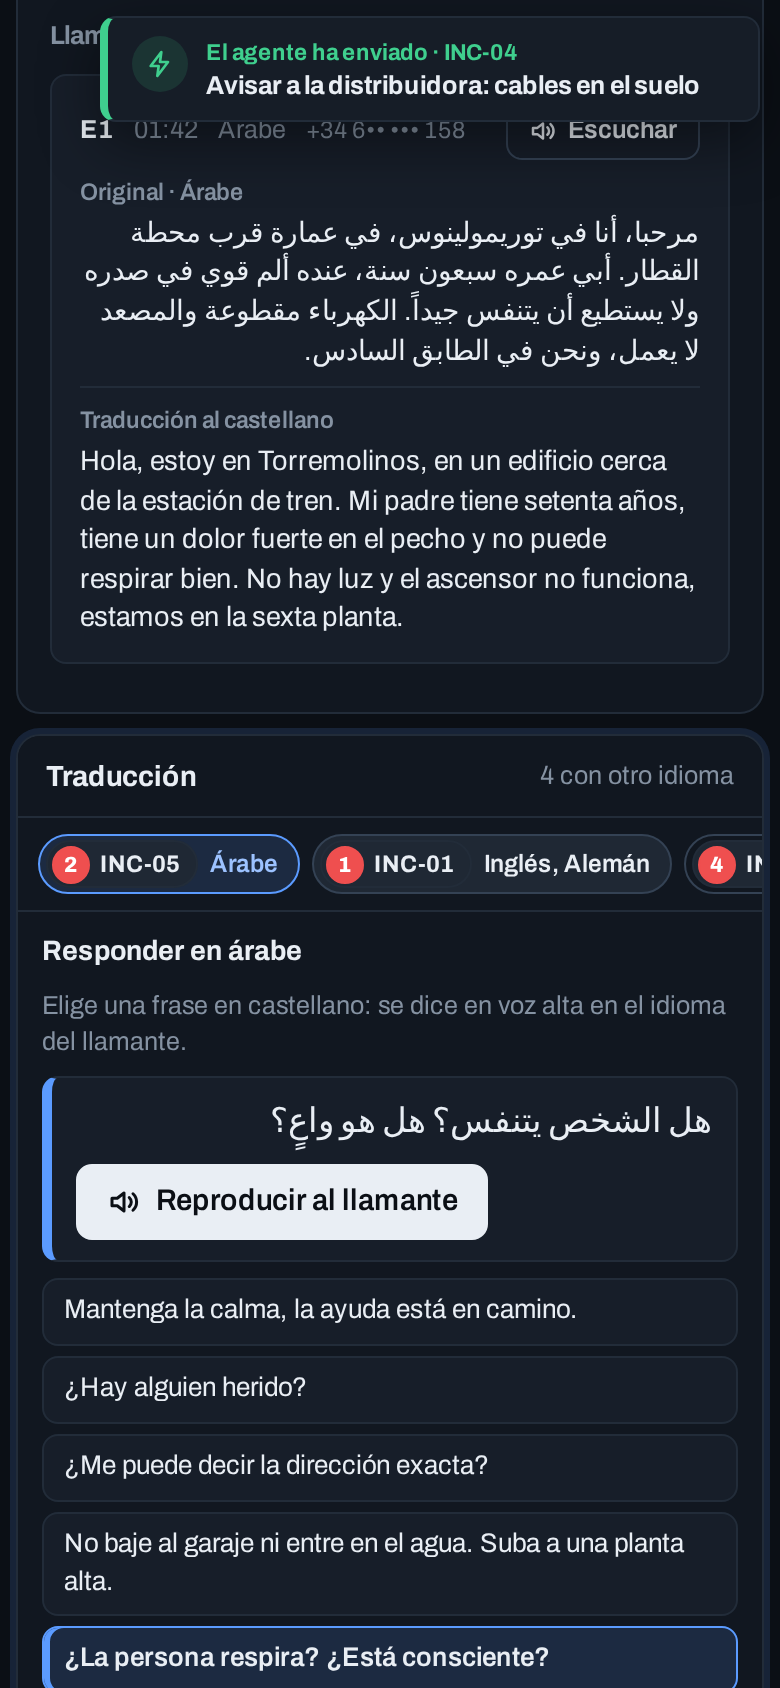 Llam
El agente ha enviado · INC-04
Avisar a la distribuidora: cables en el suelo
E1 01:42 Árabe +34 6•• ••• 158 Escuchar
Original · Árabe
مرحبا، أنا في توريمولينوس، في عمارة قرب محطة
القطار. أبي عمره سبعون سنة، عنده ألم قوي في صدره
ولا يستطيع أن يتنفس جيداً. الكهرباء مقطوعة والمصعد
لا يعمل، ونحن في الطابق السادس.
Traducción al castellano
Hola, estoy en Torremolinos, en un edificio cerca
de la estación de tren. Mi padre tiene setenta años,
tiene un dolor fuerte en el pecho y no puede
respirar bien. No hay luz y el ascensor no funciona,
estamos en la sexta planta.
Traducción 4 con otro idioma
2 INC-05 Árabe 1 INC-01 Inglés, Alemán 4
Responder en árabe
Elige una frase en castellano: se dice en voz alta en el idioma
del llamante.
هل الشخص يتنفس؟ هل هو واعٍ؟
Reproducir al llamante
Mantenga la calma, la ayuda está en camino.
¿Hay alguien herido?
¿Me puede decir la dirección exacta?
No baje al garaje ni entre en el agua. Suba a una planta
alta.
¿La persona respira? ¿Está consciente?